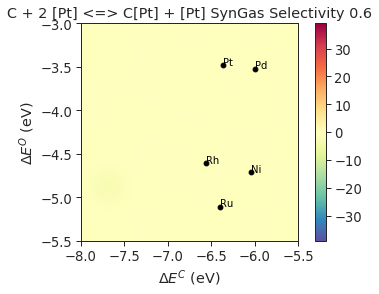 C + 2 [Pt] <=> C[Pt] + [Pt] SynGas Selectivity 0.6
−3.0
−3.5
−4.0
−4.5
−5.0
−5.5
ΔE^O (eV)
Pt
Pd
Rh
Ni
Ru
−8.0 −7.5 −7.0 −6.5 −6.0 −5.5
ΔE^C (eV)
30
20
10
0
−10
−20
−30